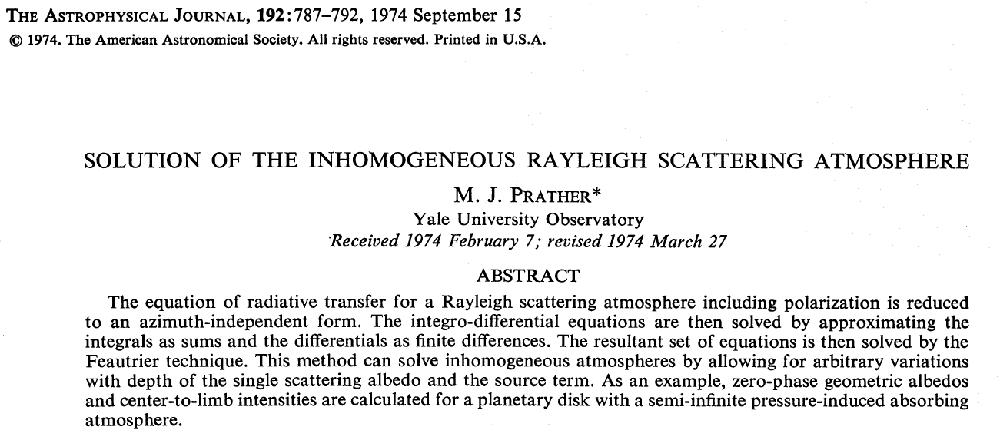 THE ASTROPHYSICAL JOURNAL, 192:787–792, 1974 September 15
© 1974. The American Astronomical Society. All rights reserved. Printed in U.S.A.
SOLUTION OF THE INHOMOGENEOUS RAYLEIGH SCATTERING ATMOSPHERE
M. J. PRATHER*
Yale University Observatory
Received 1974 February 7; revised 1974 March 27
ABSTRACT
The equation of radiative transfer for a Rayleigh scattering atmosphere including polarization is reduced
to an azimuth-independent form. The integro-differential equations are then solved by approximating the
integrals as sums and the differentials as finite differences. The resultant set of equations is then solved by the
Feautrier technique. This method can solve inhomogeneous atmospheres by allowing for arbitrary variations
with depth of the single scattering albedo and the source term. As an example, zero-phase geometric albedos
and center-to-limb intensities are calculated for a planetary disk with a semi-infinite pressure-induced absorbing
atmosphere.